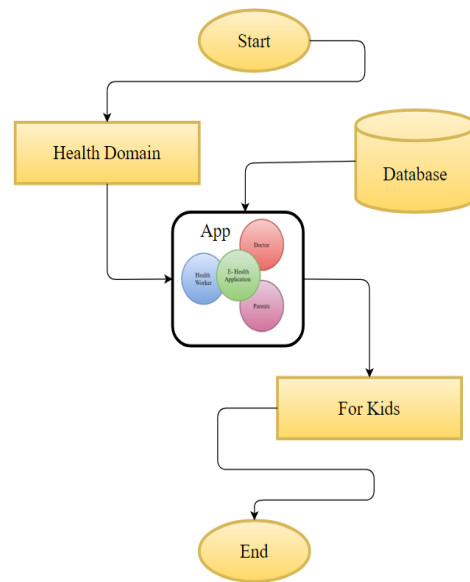 Start
Health Domain
Database
App
Doctor
E- Health
Application
Health
Worker
Parents
For Kids
End